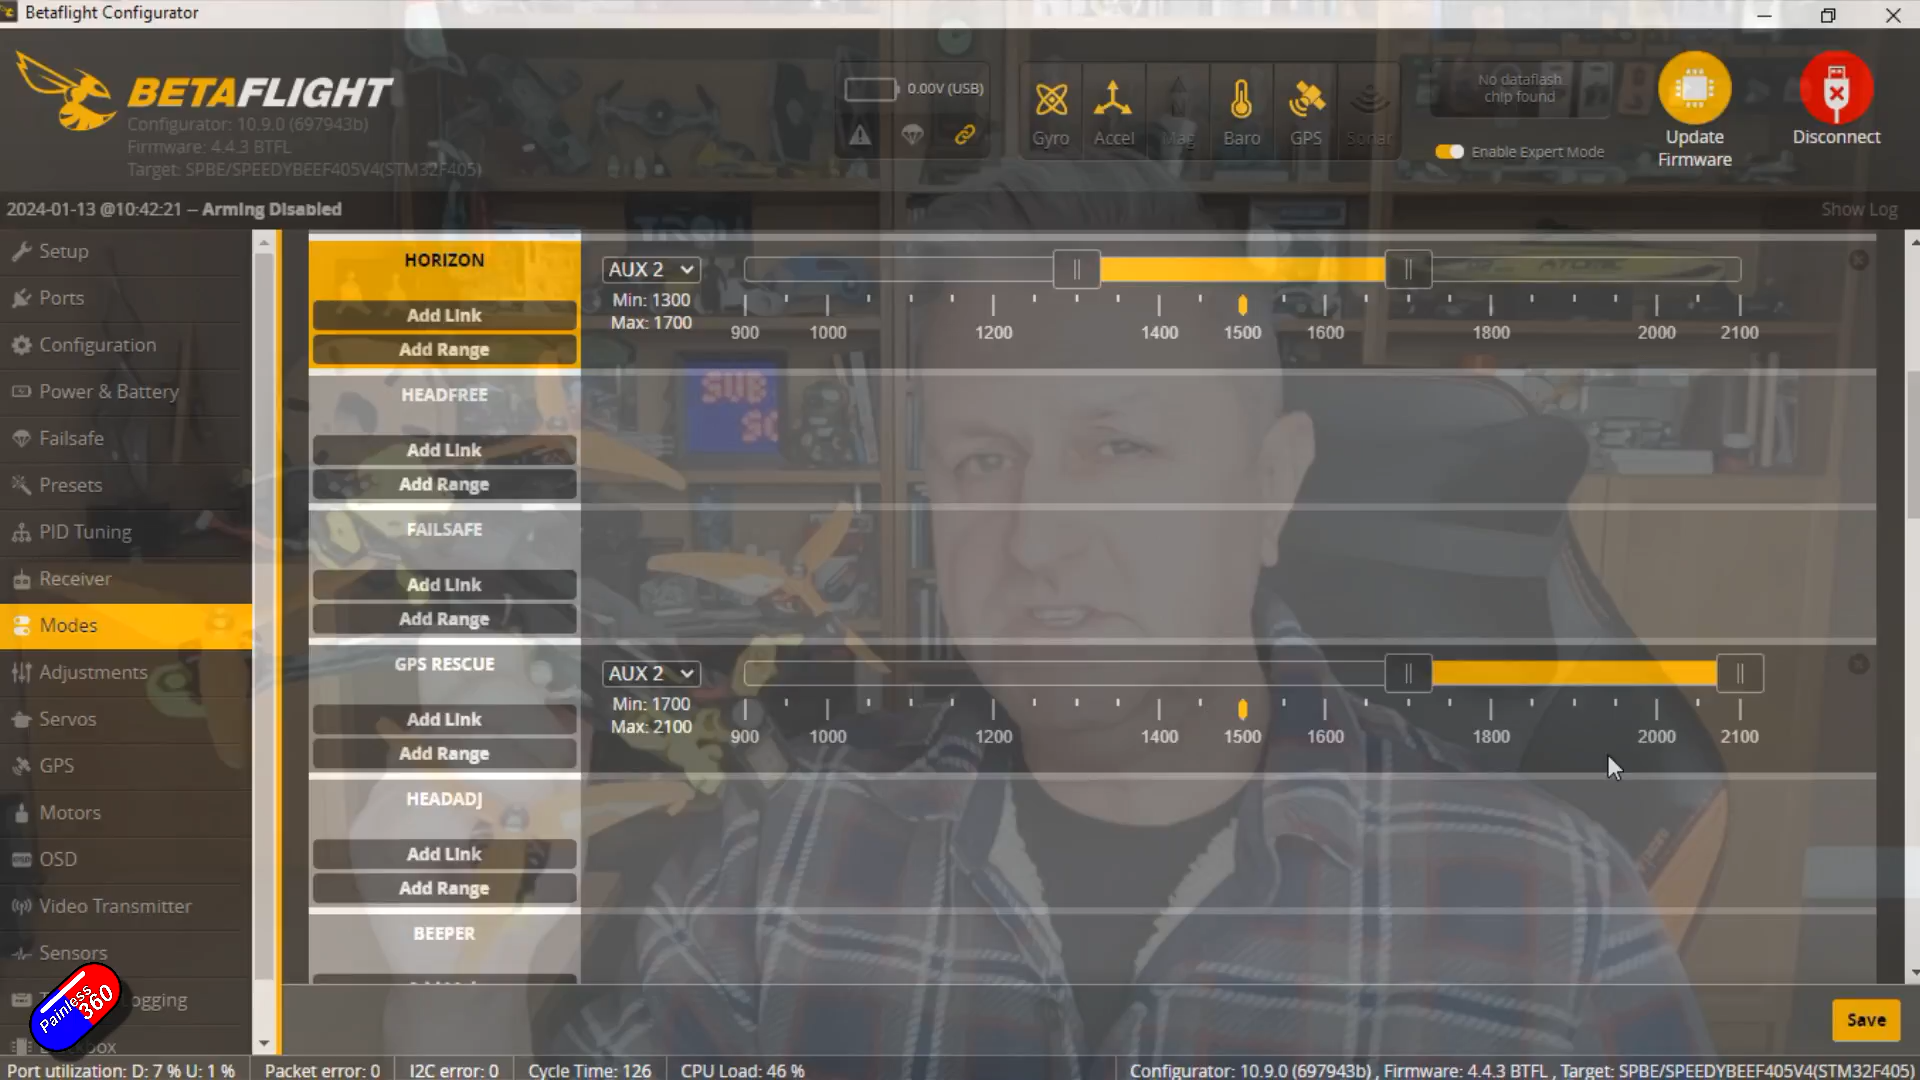 Betaflight Configurator
BETAFLIGHT
Configurator: 10.9.0 (697943b)
Firmware: 4.4.3 BTFL
Target: SPBE/SPEEDYBEEF405V4(STM32F405)
0.00V (USB)
Gyro
Accel
Mag
Baro
GPS
Sonar
No dataflash
chip found
Enable Expert Mode
Update
Firmware
Disconnect
2024-01-13 @10:42:21 -- Arming Disabled
Show Log
Setup
Ports
Configuration
Power & Battery
Failsafe
Presets
PID Tuning
Receiver
Modes
Adjustments
Servos
GPS
Motors
OSD
Video Transmitter
Sensors
HORIZON
Add Link
Add Range
AUX 2
Min: 1300
Max: 1700
900 1000 1200 1400 1500 1600 1800 2000 2100
HEADFREE
Add Link
Add Range
FAILSAFE
Add Link
Add Range
GPS RESCUE
Add Link
Add Range
AUX 2
Min: 1700
Max: 2100
900 1000 1200 1400 1500 1600 1800 2000 2100
HEADADJ
Add Link
Add Range
BEEPER
TRON
SUB
Painless
360
Save
Port utilization: D: 7 % U: 1 %
Packet error: 0
I2C error: 0
Cycle Time: 126
CPU Load: 46 %
Configurator: 10.9.0 (697943b) , Firmware: 4.4.3 BTFL , Target: SPBE/SPEEDYBEEF405V4(STM32F405)